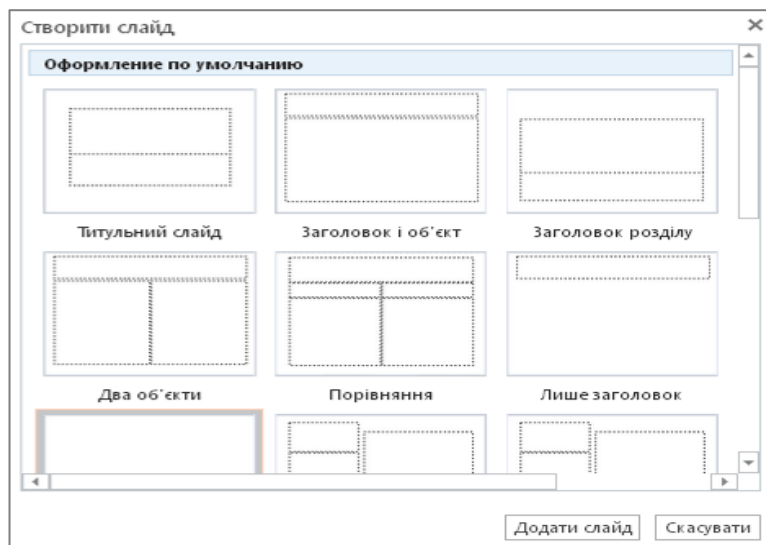 Створити слайд
Оформление по умолчанию
Титульний слайд
Заголовок і об'єкт
Заголовок розділу
Два об'єкти
Порівняння
Лише заголовок
Додати слайд
Скасувати